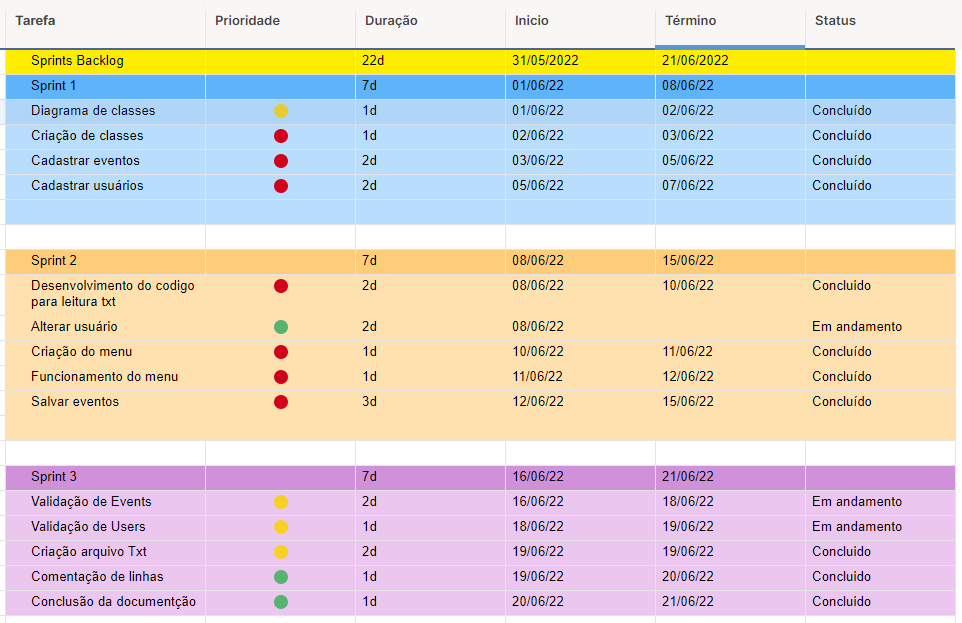 Tarefa Prioridade Duração Inicio Término Status
Sprints Backlog 22d 31/05/2022 21/06/2022
Sprint 1 7d 01/06/22 08/06/22
Diagrama de classes 1d 01/06/22 02/06/22 Concluído
Criação de classes 1d 02/06/22 03/06/22 Concluído
Cadastrar eventos 2d 03/06/22 05/06/22 Concluído
Cadastrar usuários 2d 05/06/22 07/06/22 Concluído
Sprint 2 7d 08/06/22 15/06/22
Desenvolvimento do codigo 2d 08/06/22 10/06/22 Concluido
para leitura txt
Alterar usuário 2d 08/06/22 Em andamento
Criação do menu 1d 10/06/22 11/06/22 Concluído
Funcionamento do menu 1d 11/06/22 12/06/22 Concluído
Salvar eventos 3d 12/06/22 15/06/22 Concluído
Sprint 3 7d 16/06/22 21/06/22
Validação de Events 2d 16/06/22 18/06/22 Em andamento
Validação de Users 1d 18/06/22 19/06/22 Em andamento
Criação arquivo Txt 2d 19/06/22 19/06/22 Concluido
Comentação de linhas 1d 19/06/22 20/06/22 Concluido
Conclusão da documentção 1d 20/06/22 21/06/22 Concluido